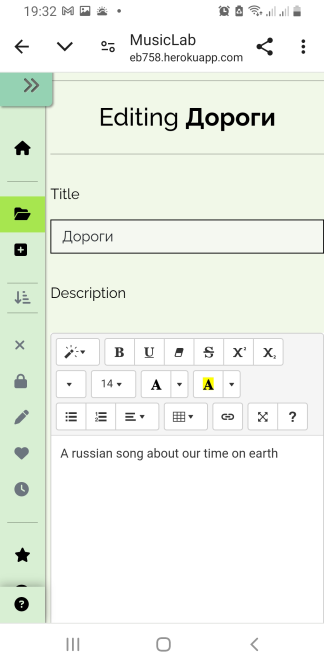 19:32
MusicLab
eb758.herokuapp.com
Editing Дороги
Title
Дороги
Description
B U S X² X₂
14 A A
?
A russian song about our time on earth